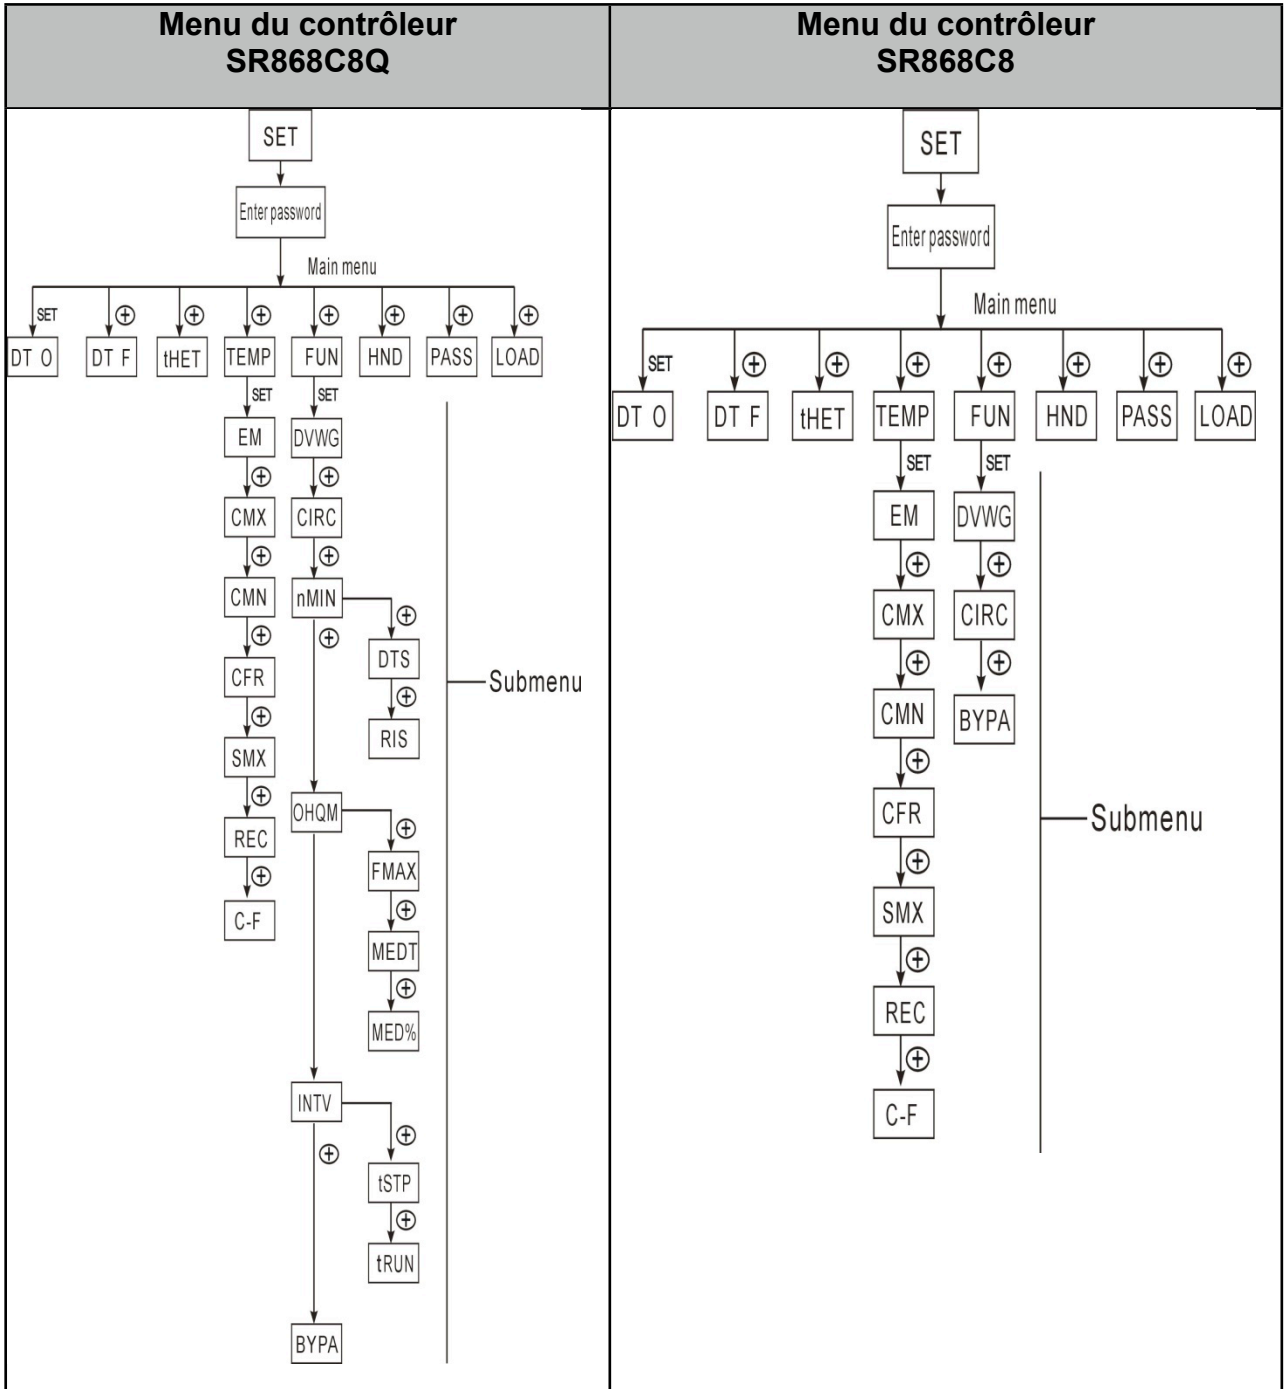 Menu du contrôleur
SR868C8Q
SET
Enter password
Main menu
SET ⊕ ⊕ ⊕ ⊕ ⊕ ⊕ ⊕
DT O DT F tHET TEMP FUN HND PASS LOAD
SET SET
EM DVWG
⊕ ⊕
CMX CIRC
⊕ ⊕
CMN nMIN
⊕ ⊕ ⊕
CFR DTS
⊕ ⊕
SMX RIS
⊕
REC OHQM
⊕ ⊕
C-F FMAX
⊕
MEDT
⊕
MED%
INTV
⊕ ⊕
tSTP
⊕
tRUN
BYPA
Submenu
Menu du contrôleur
SR868C8
SET
Enter password
Main menu
SET ⊕ ⊕ ⊕ ⊕ ⊕ ⊕ ⊕
DT O DT F tHET TEMP FUN HND PASS LOAD
SET SET
EM DVWG
⊕ ⊕
CMX CIRC
⊕ ⊕
CMN BYPA
⊕
CFR
⊕
SMX
⊕
REC
⊕
C-F
Submenu